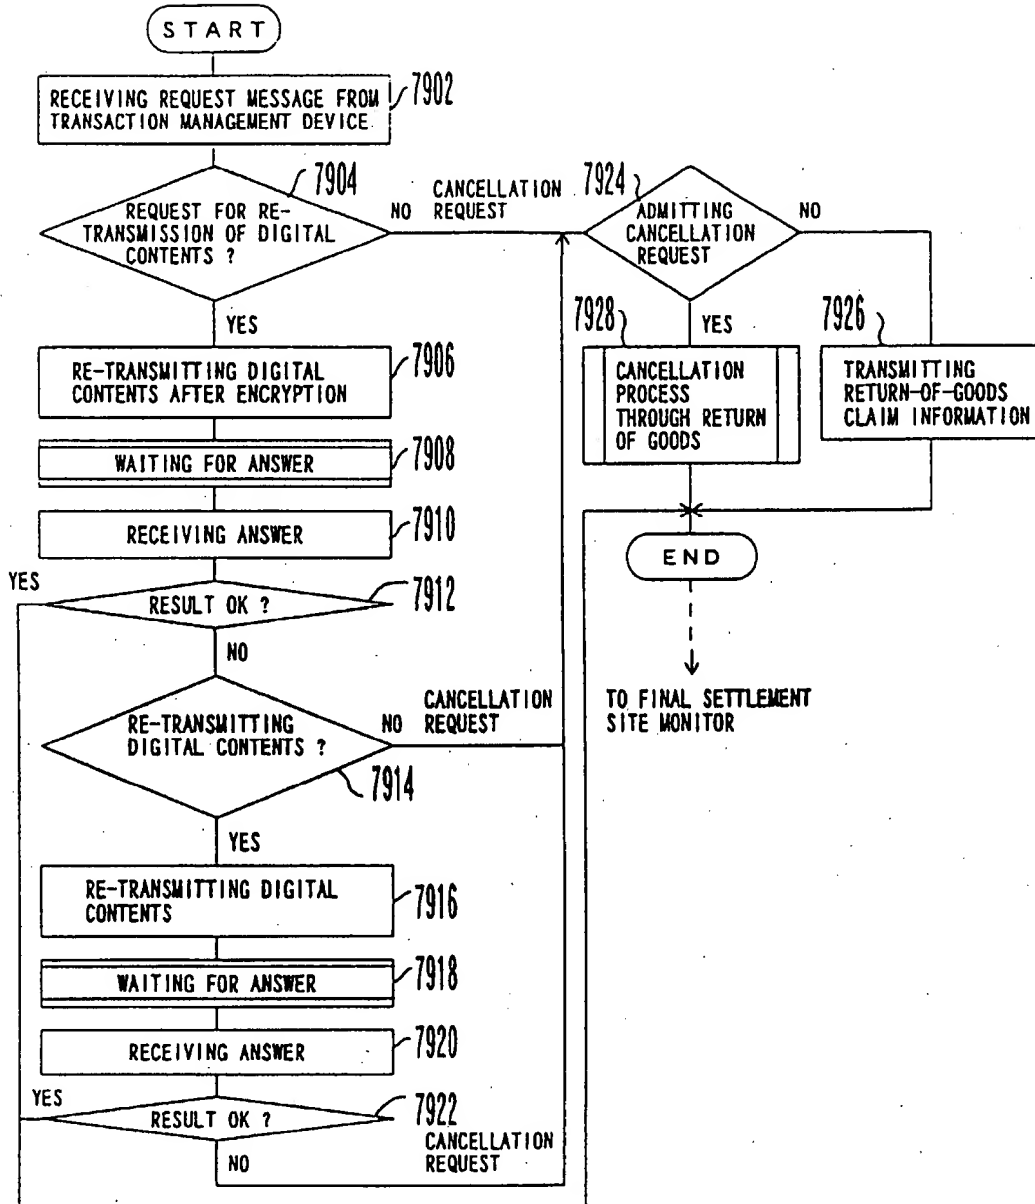 START
7902
RECEIVING REQUEST MESSAGE FROM
TRANSACTION MANAGEMENT DEVICE
7904
REQUEST FOR RE-
TRANSMISSION OF DIGITAL
CONTENTS ?
NO
CANCELLATION
REQUEST
YES
7906
RE-TRANSMITTING DIGITAL
CONTENTS AFTER ENCRYPTION
7908
WAITING FOR ANSWER
7910
RECEIVING ANSWER
7912
RESULT OK ?
YES
NO
RE-TRANSMITTING
DIGITAL CONTENTS ?
7914
NO
CANCELLATION
REQUEST
YES
RE-TRANSMITTING DIGITAL
CONTENTS
7916
WAITING FOR ANSWER
7918
RECEIVING ANSWER
7920
RESULT OK ?
7922
YES
NO
CANCELLATION
REQUEST
7924
ADMITTING
CANCELLATION
REQUEST
NO
YES
7928
CANCELLATION
PROCESS
THROUGH RETURN
OF GOODS
7926
TRANSMITTING
RETURN-OF-GOODS
CLAIM INFORMATION
END
TO FINAL SETTLEMENT
SITE MONITOR